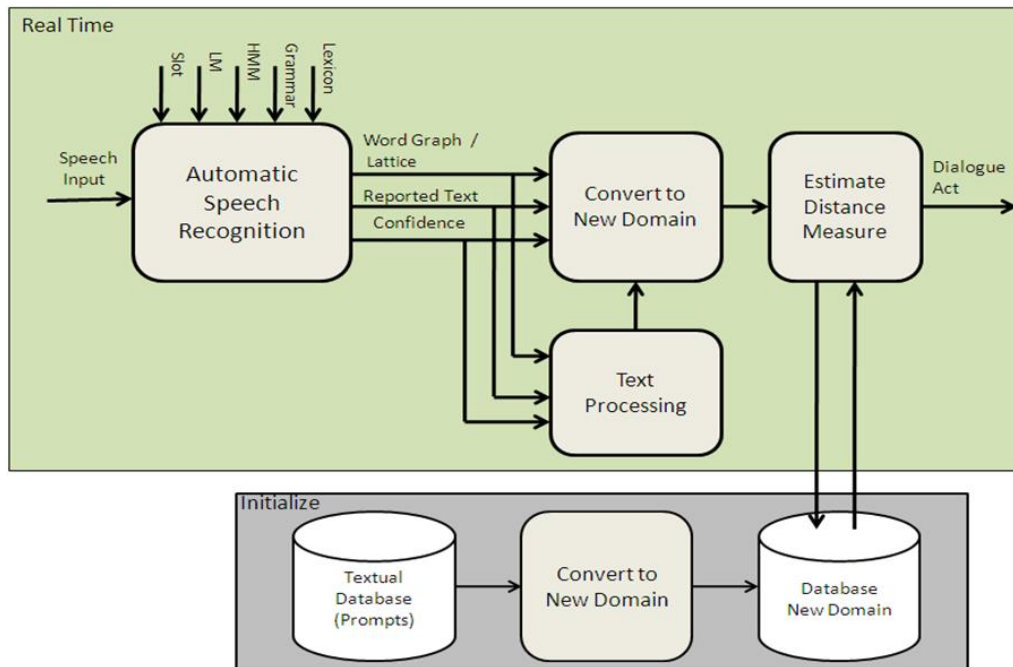 Real Time
Slot
LM
HMM
Grammar
Lexicon
Speech
Input
Automatic
Speech
Recognition
Word Graph /
Lattice
Reported Text
Confidence
Convert to
New Domain
Estimate
Distance
Measure
Dialogue
Act
Text
Processing
Initialize
Textual
Database
(Prompts)
Convert to
New Domain
Database
New Domain